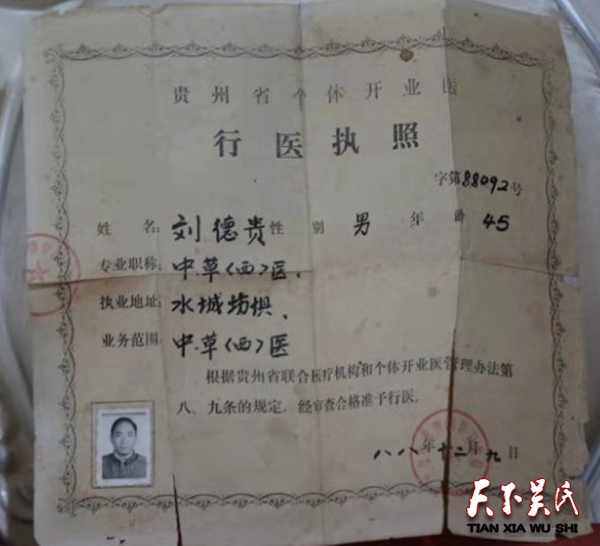 贵州省个体开业医
行医执照
字第88092号
姓名：刘德贵 性别 男 年龄 45
专业职称：中.草〈西〉医.
执业地址：水城坊俱、
业务范围：中.草〈西〉医
根据贵州省联合医疗机构和个体开业医管理办法第
八、九条的规定，经审查合格准予行医。
八八年十二月九日
天下吴氏
TIAN XIA WU SHI